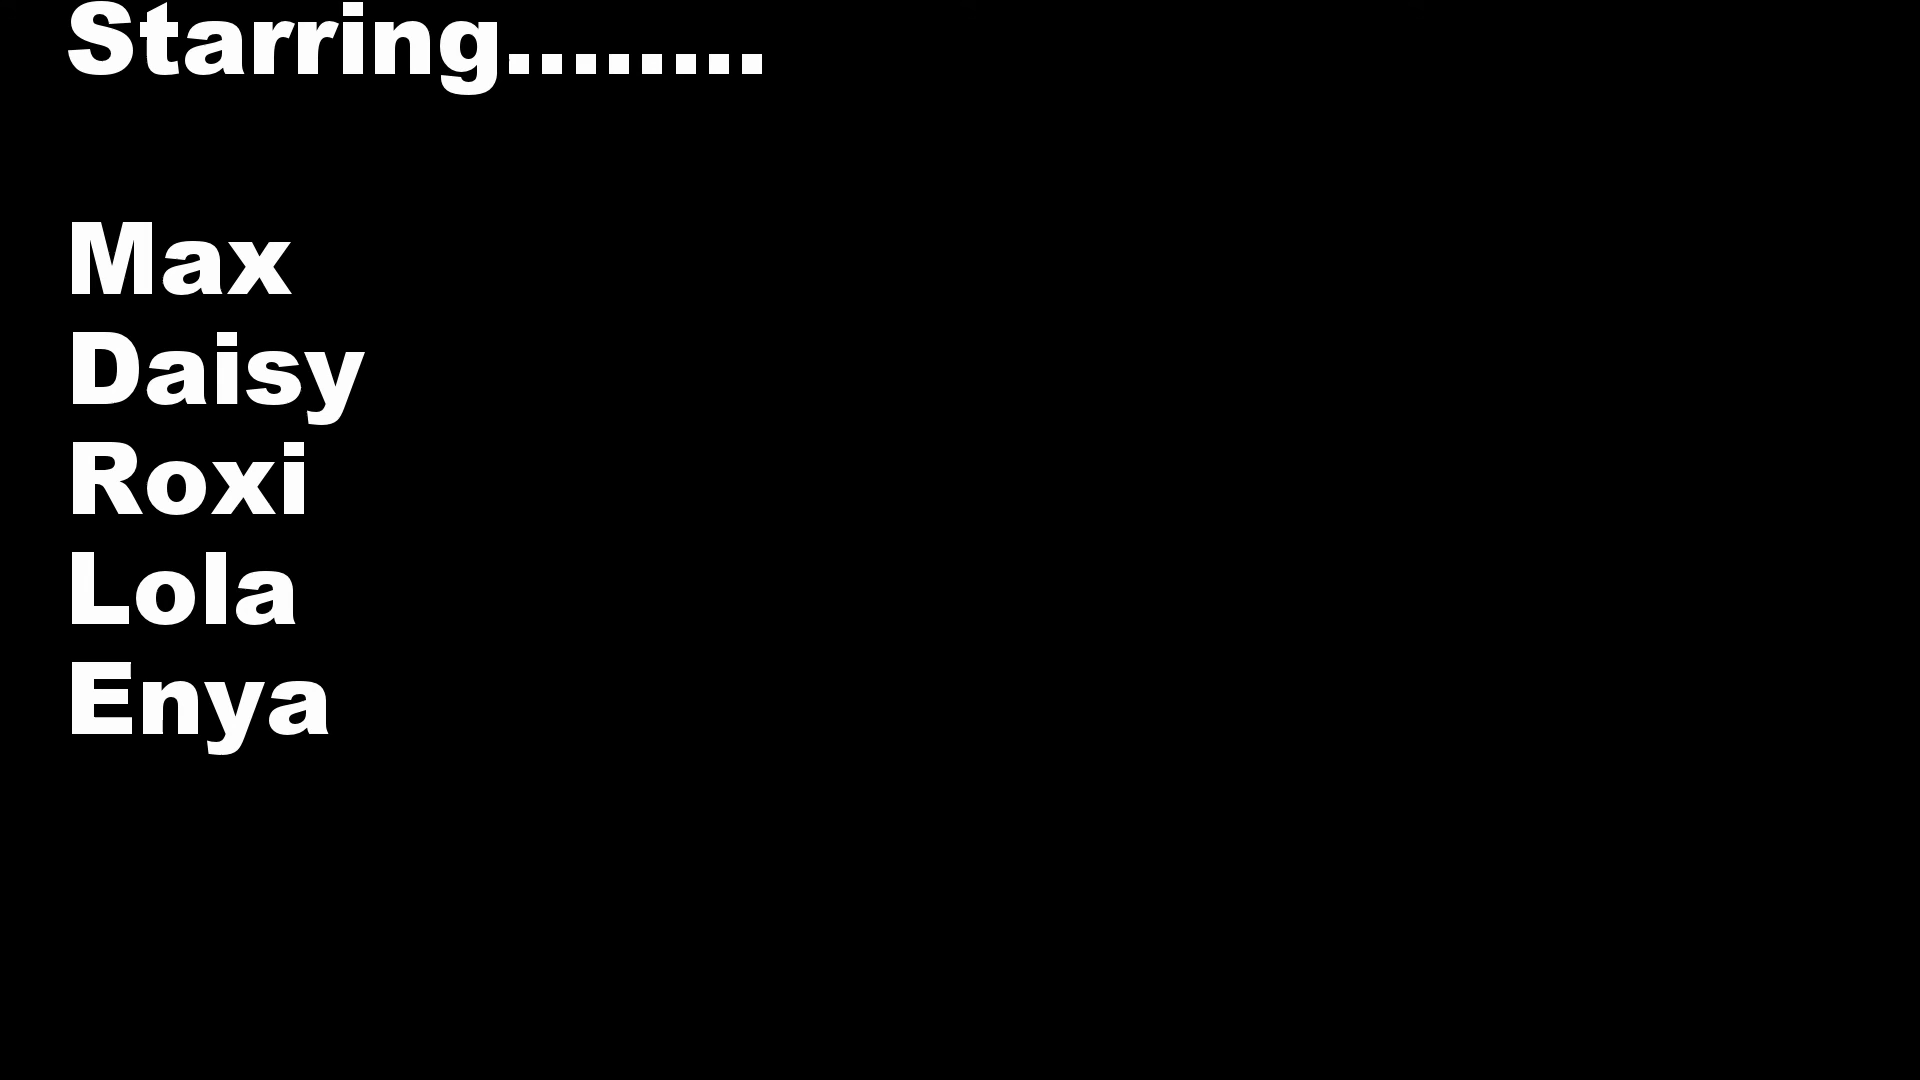 Starring........
Max
Daisy
Roxi
Lola
Enya